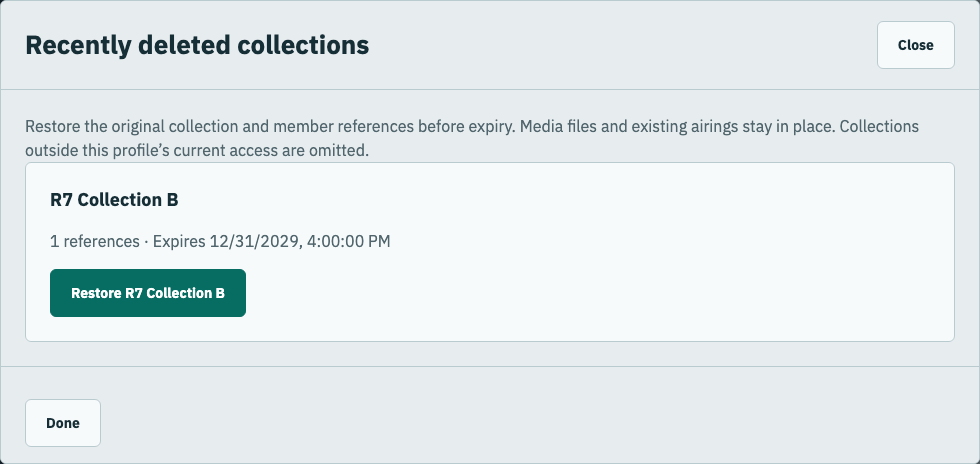 Recently deleted collections
Close
Restore the original collection and member references before expiry. Media files and existing airings stay in place. Collections
outside this profile’s current access are omitted.
R7 Collection B
1 references · Expires 12/31/2029, 4:00:00 PM
Restore R7 Collection B
Done